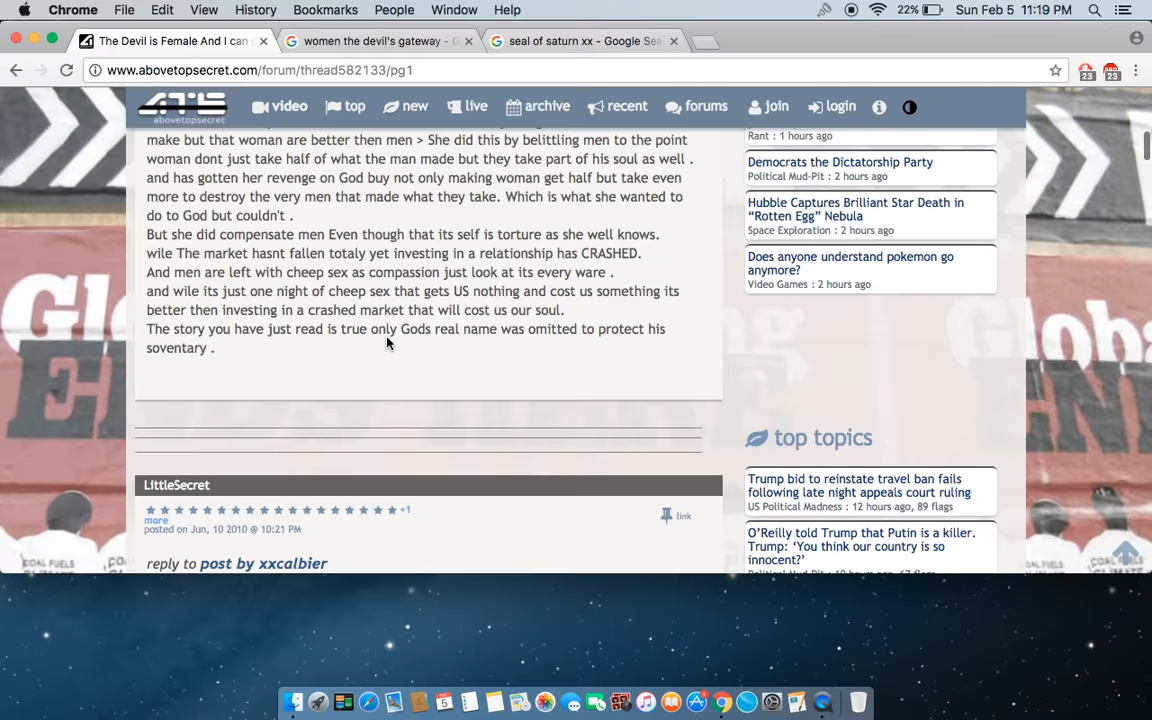 Chrome File Edit View History Bookmarks People Window Help 22% Sun Feb 5 11:19 PM
The Devil is Female And I can
women the devil's gateway - G
seal of saturn xx - Google Sea
www.abovetopsecret.com/forum/thread582133/pg1
23 23
ATS
abovetopsecret
video top new live archive recent forums join login
make but that woman are better then men > She did this by belittling men to the point
woman dont just take half of what the man made but they take part of his soul as well .
and has gotten her revenge on God buy not only making woman get half but take even
more to destroy the very men that made what they take. Which is what she wanted to
do to God but couldn't .
But she did compensate men Even though that its self is torture as she well knows.
wile The market hasnt fallen totaly yet investing in a relationship has CRASHED.
And men are left with cheep sex as compassion just look at its every ware .
and wile its just one night of cheep sex that gets US nothing and cost us something its
better then investing in a crashed market that will cost us our soul.
The story you have just read is true only Gods real name was omitted to protect his
soventary .
LittleSecret
+1
more
posted on Jun, 10 2010 @ 10:21 PM
link
reply to post by xxcalbier
Rant : 1 hours ago
Democrats the Dictatorship Party
Political Mud-Pit : 2 hours ago
Hubble Captures Brilliant Star Death in
“Rotten Egg” Nebula
Space Exploration : 2 hours ago
Does anyone understand pokemon go
anymore?
Video Games : 2 hours ago
top topics
Trump bid to reinstate travel ban fails
following late night appeals court ruling
US Political Madness : 12 hours ago, 89 flags
O’Reilly told Trump that Putin is a killer.
Trump: ‘You think our country is so
innocent?’
COAL FUELS
COAL FUELS